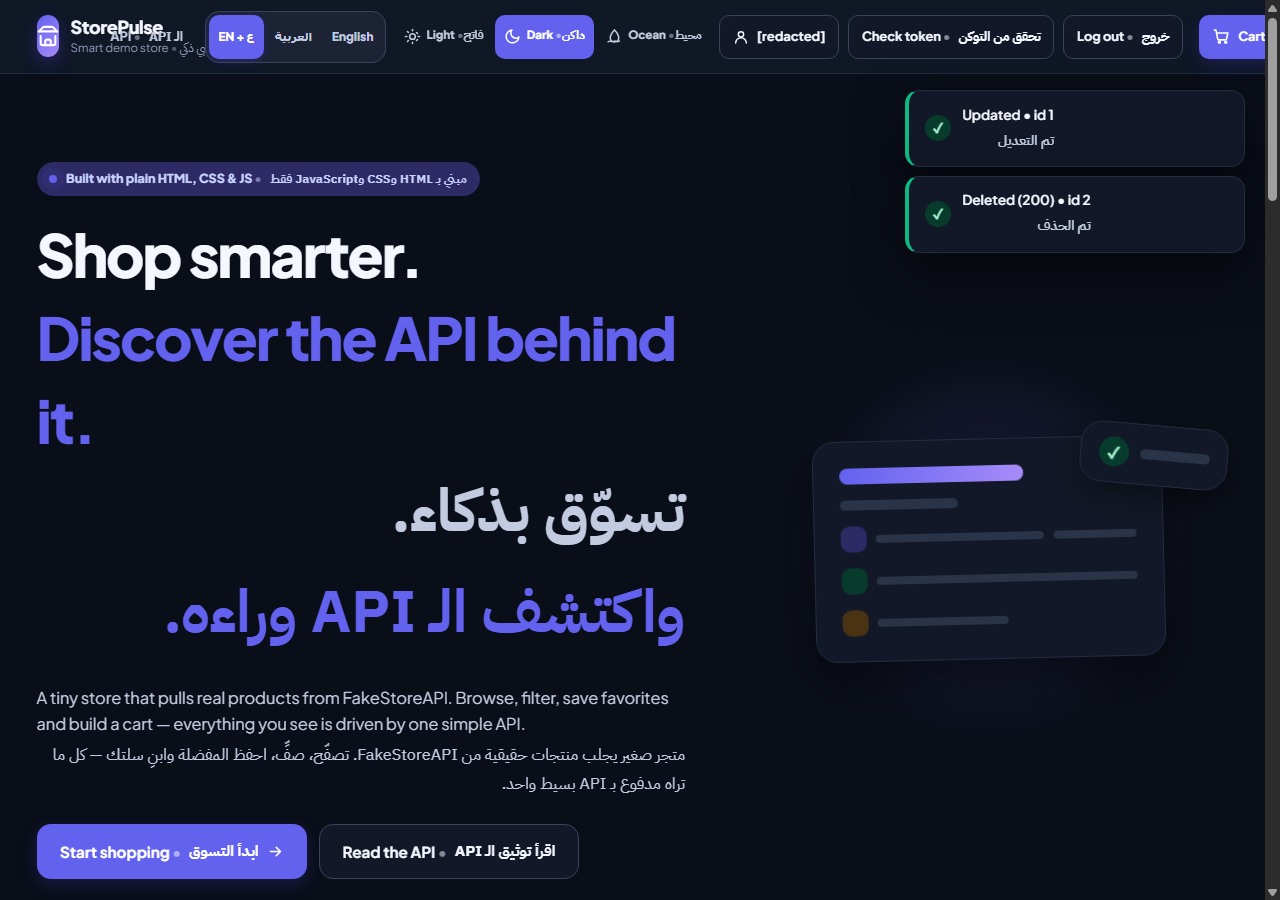 StorePulse
Smart demo store •
API • الـ API
EN + ع
العربية
English
Light • فاتح
Dark • داكن
Ocean • محيط
[redacted]
Check token • تحقق من التوكن
Log out • خروج
Cart
Updated • id 1
تم التعديل
Deleted (200) • id 2
تم الحذف
Built with plain HTML, CSS & JS • مبني بـ HTML وCSS وJavaScript فقط
Shop smarter.
Discover the API behind
it.
تسوّق بذكاء.
واكتشف الـ API وراءه.
A tiny store that pulls real products from FakeStoreAPI. Browse, filter, save favorites
and build a cart — everything you see is driven by one simple API.
متجر صغير يجلب منتجات حقيقية من FakeStoreAPI. تصفّح، صفِّ، احفظ المفضلة وابنِ سلتك — كل ما
تراه مدفوع بـ API بسيط واحد.
Start shopping • ابدأ التسوق
Read the API • اقرأ توثيق الـ API